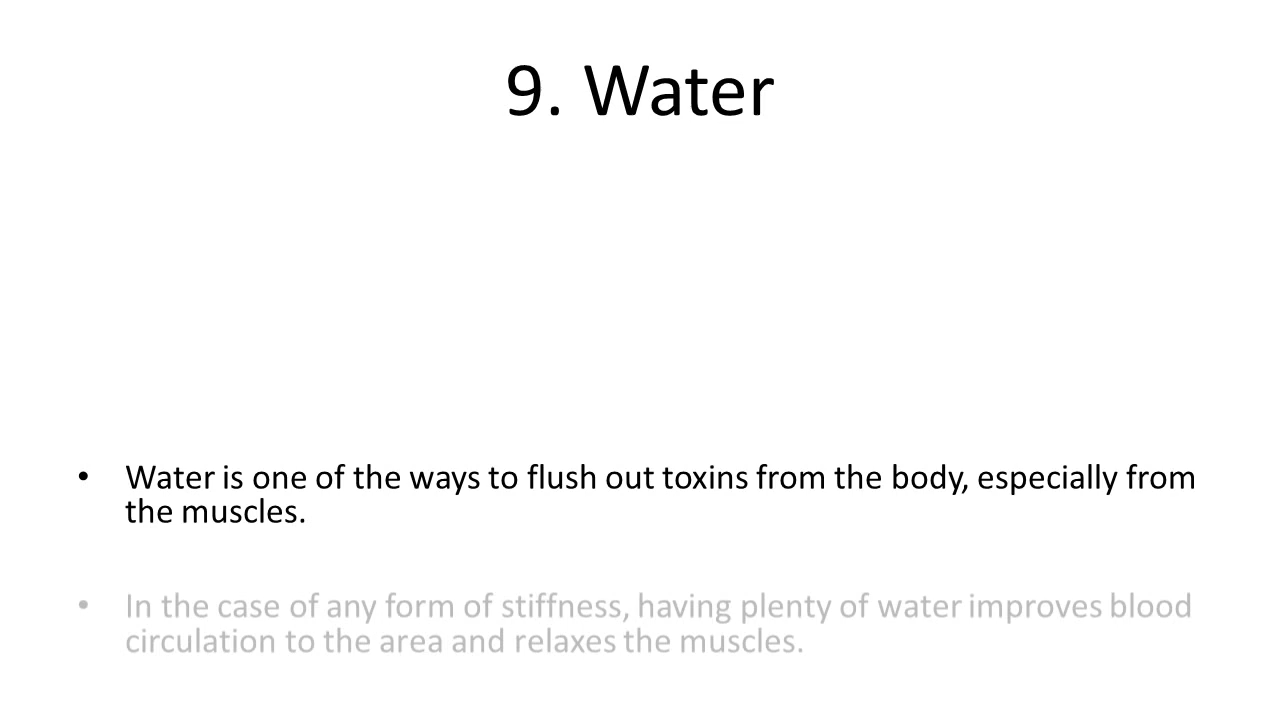 9. Water
• Water is one of the ways to flush out toxins from the body, especially from
the muscles.
• In the case of any form of stiffness, having plenty of water improves blood
circulation to the area and relaxes the muscles.